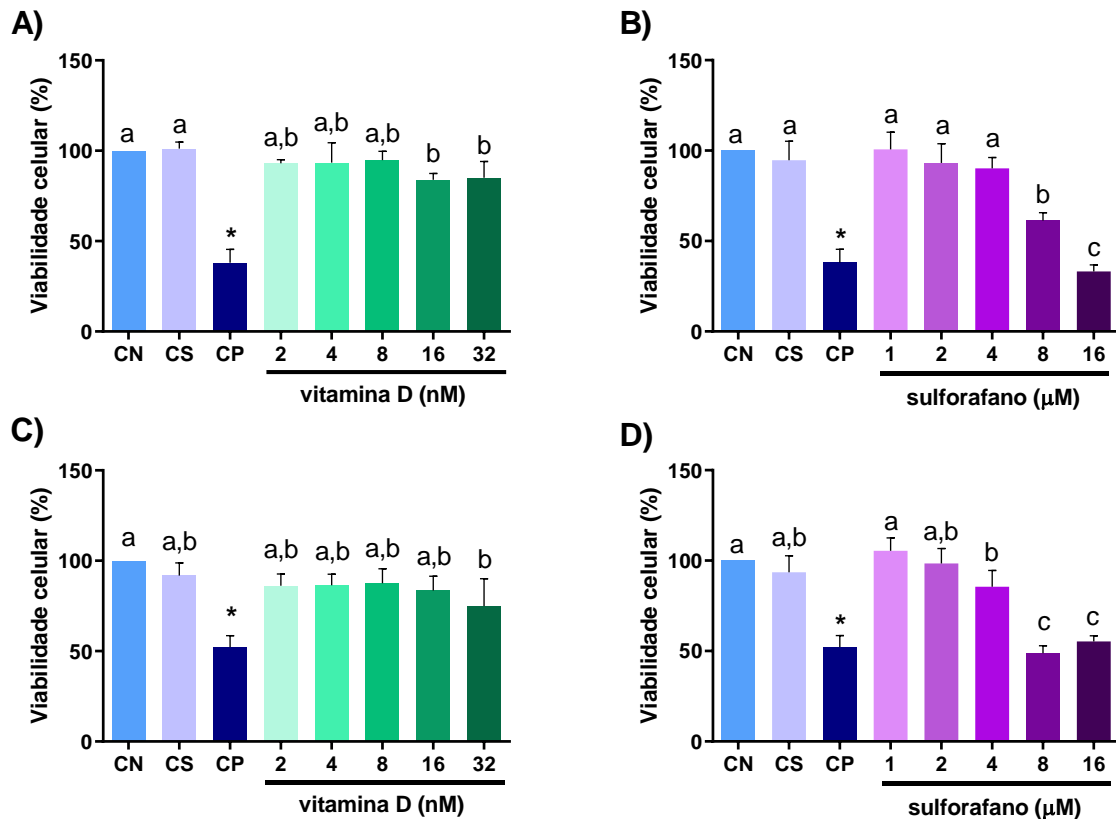 A)
Viabilidade celular (%)
150
100
50
0
a a * a,b a,b a,b b b
CN CS CP 2 4 8 16 32
vitamina D (nM)
B)
Viabilidade celular (%)
150
100
50
0
a a * a a a b c
CN CS CP 1 2 4 8 16
sulforafano (μM)
C)
Viabilidade celular (%)
150
100
50
0
a a,b * a,b a,b a,b a,b b
CN CS CP 2 4 8 16 32
vitamina D (nM)
D)
Viabilidade celular (%)
150
100
50
0
a a,b * a a,b b c c
CN CS CP 1 2 4 8 16
sulforafano (μM)